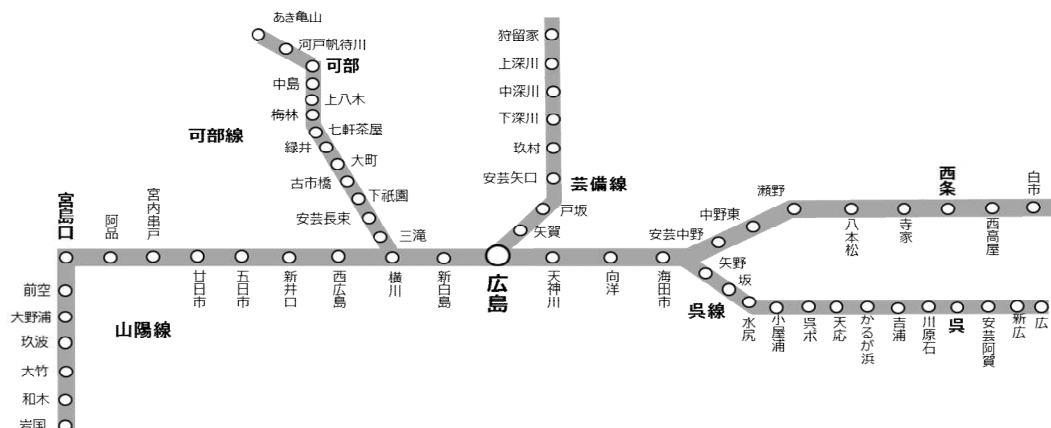 あき亀山
河戸帆待川
可部
中島
上八木
梅林
七軒茶屋
可部線
緑井
大町
古市橋
下祇園
安芸長束
三滝
狩留家
上深川
中深川
下深川
玖村
安芸矢口
芸備線
戸坂
矢賀
宮島口
阿品
宮内串戸
廿日市
五日市
新井口
西広島
横川
新白島
広島
天神川
向洋
海田市
安芸中野
中野東
瀬野
八本松
寺家
西条
西高屋
白市
前空
大野浦
玖波
大竹
和木
岩国
山陽線
呉線
矢野
坂
水尻
小屋浦
呉ポ
天応
かるが浜
吉浦
川原石
呉
安芸阿賀
新広
広